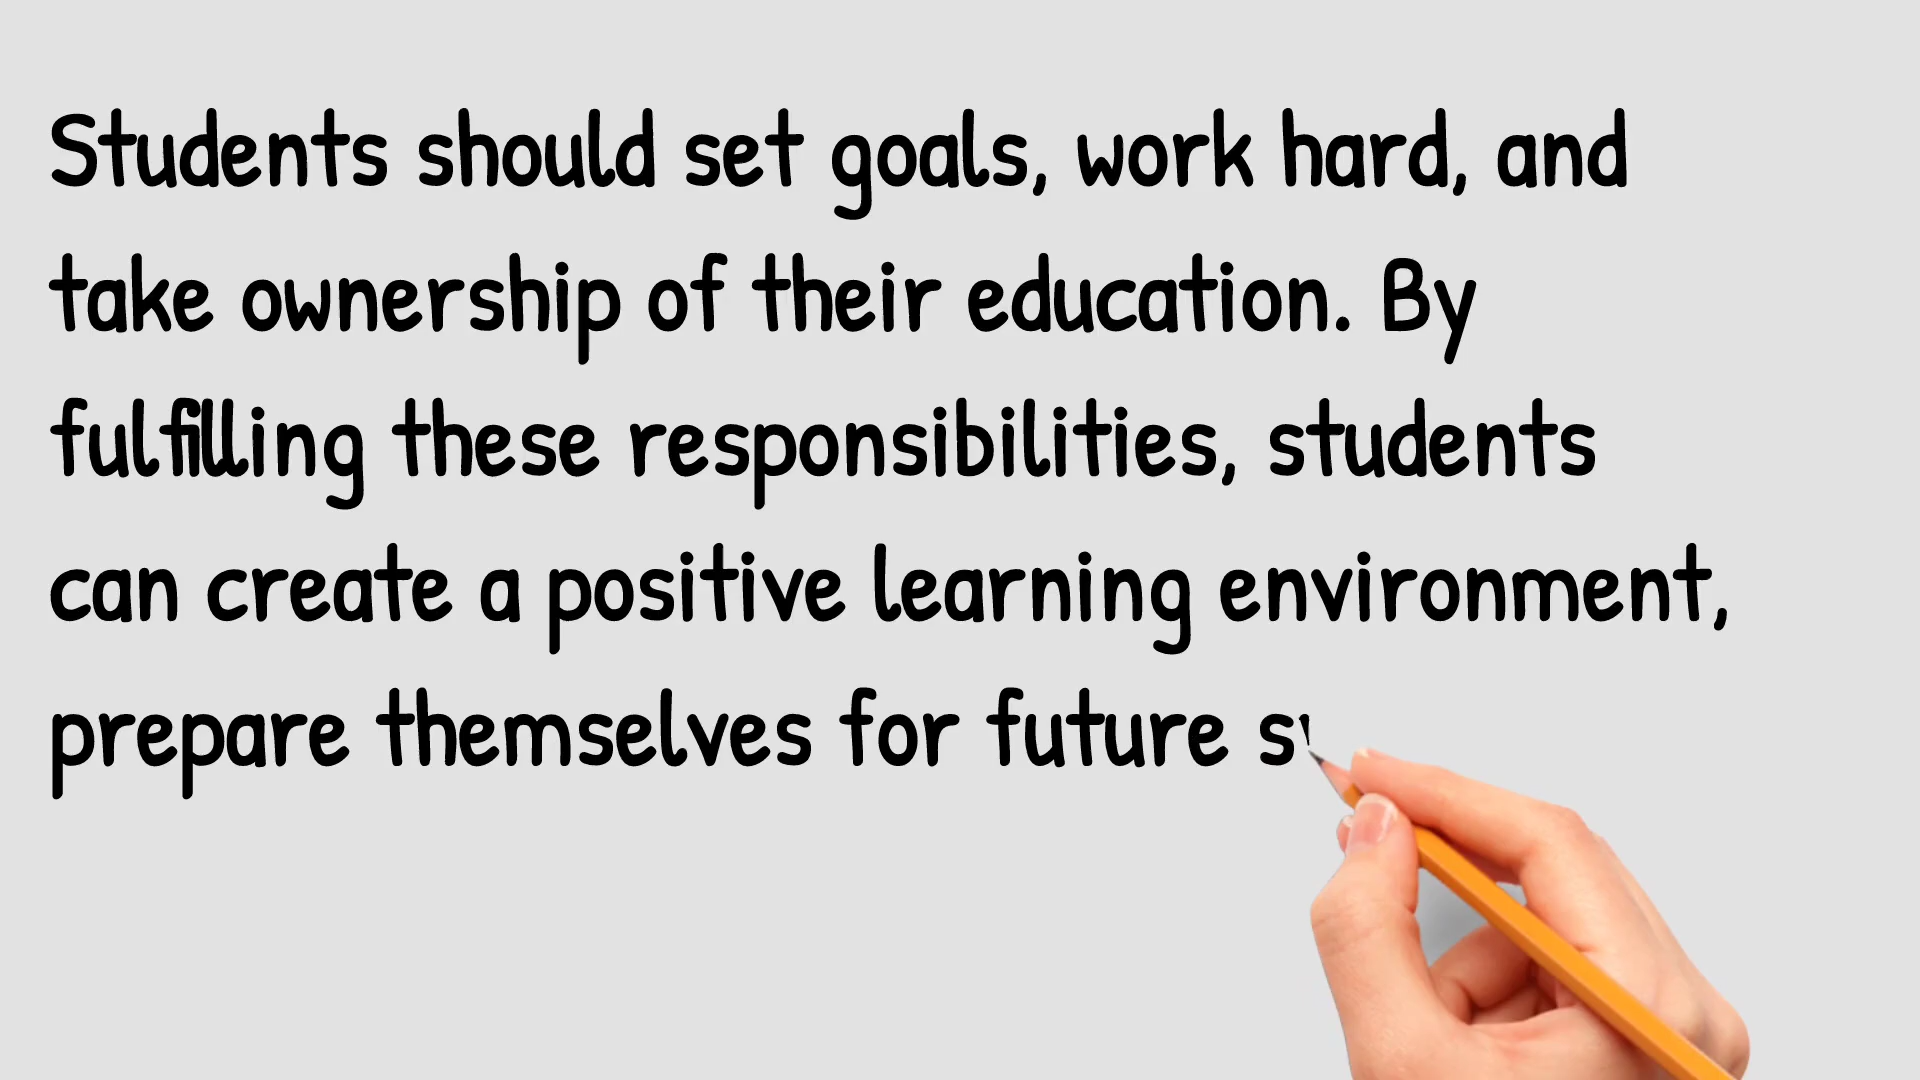 Students should set goals, work hard, and
take ownership of their education. By
fulfilling these responsibilities, students
can create a positive learning environment,
prepare themselves for future